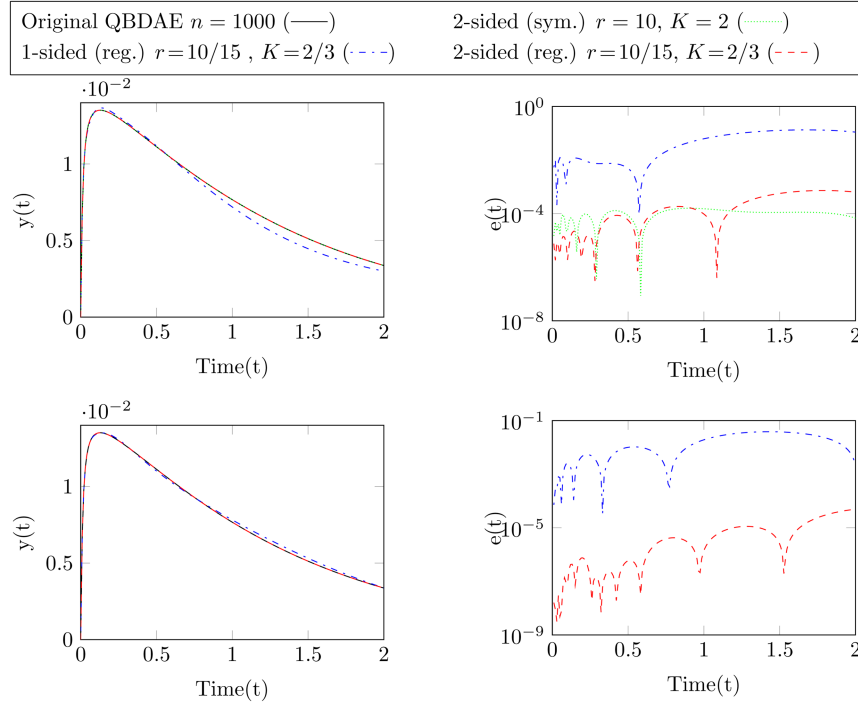 Original QBDAE n = 1000 (—) 2-sided (sym.) r = 10, K = 2 (·······)
1-sided (reg.) r=10/15 , K=2/3 (-·-·-) 2-sided (reg.) r=10/15, K=2/3 (- - -)
·10⁻²
y(t)
1
0.5
0
0 0.5 1 1.5 2
Time(t)
e(t)
10⁰
10⁻⁴
10⁻⁸
0 0.5 1 1.5 2
Time(t)
·10⁻²
y(t)
1
0.5
0
0 0.5 1 1.5 2
Time(t)
e(t)
10⁻¹
10⁻⁵
10⁻⁹
0 0.5 1 1.5 2
Time(t)